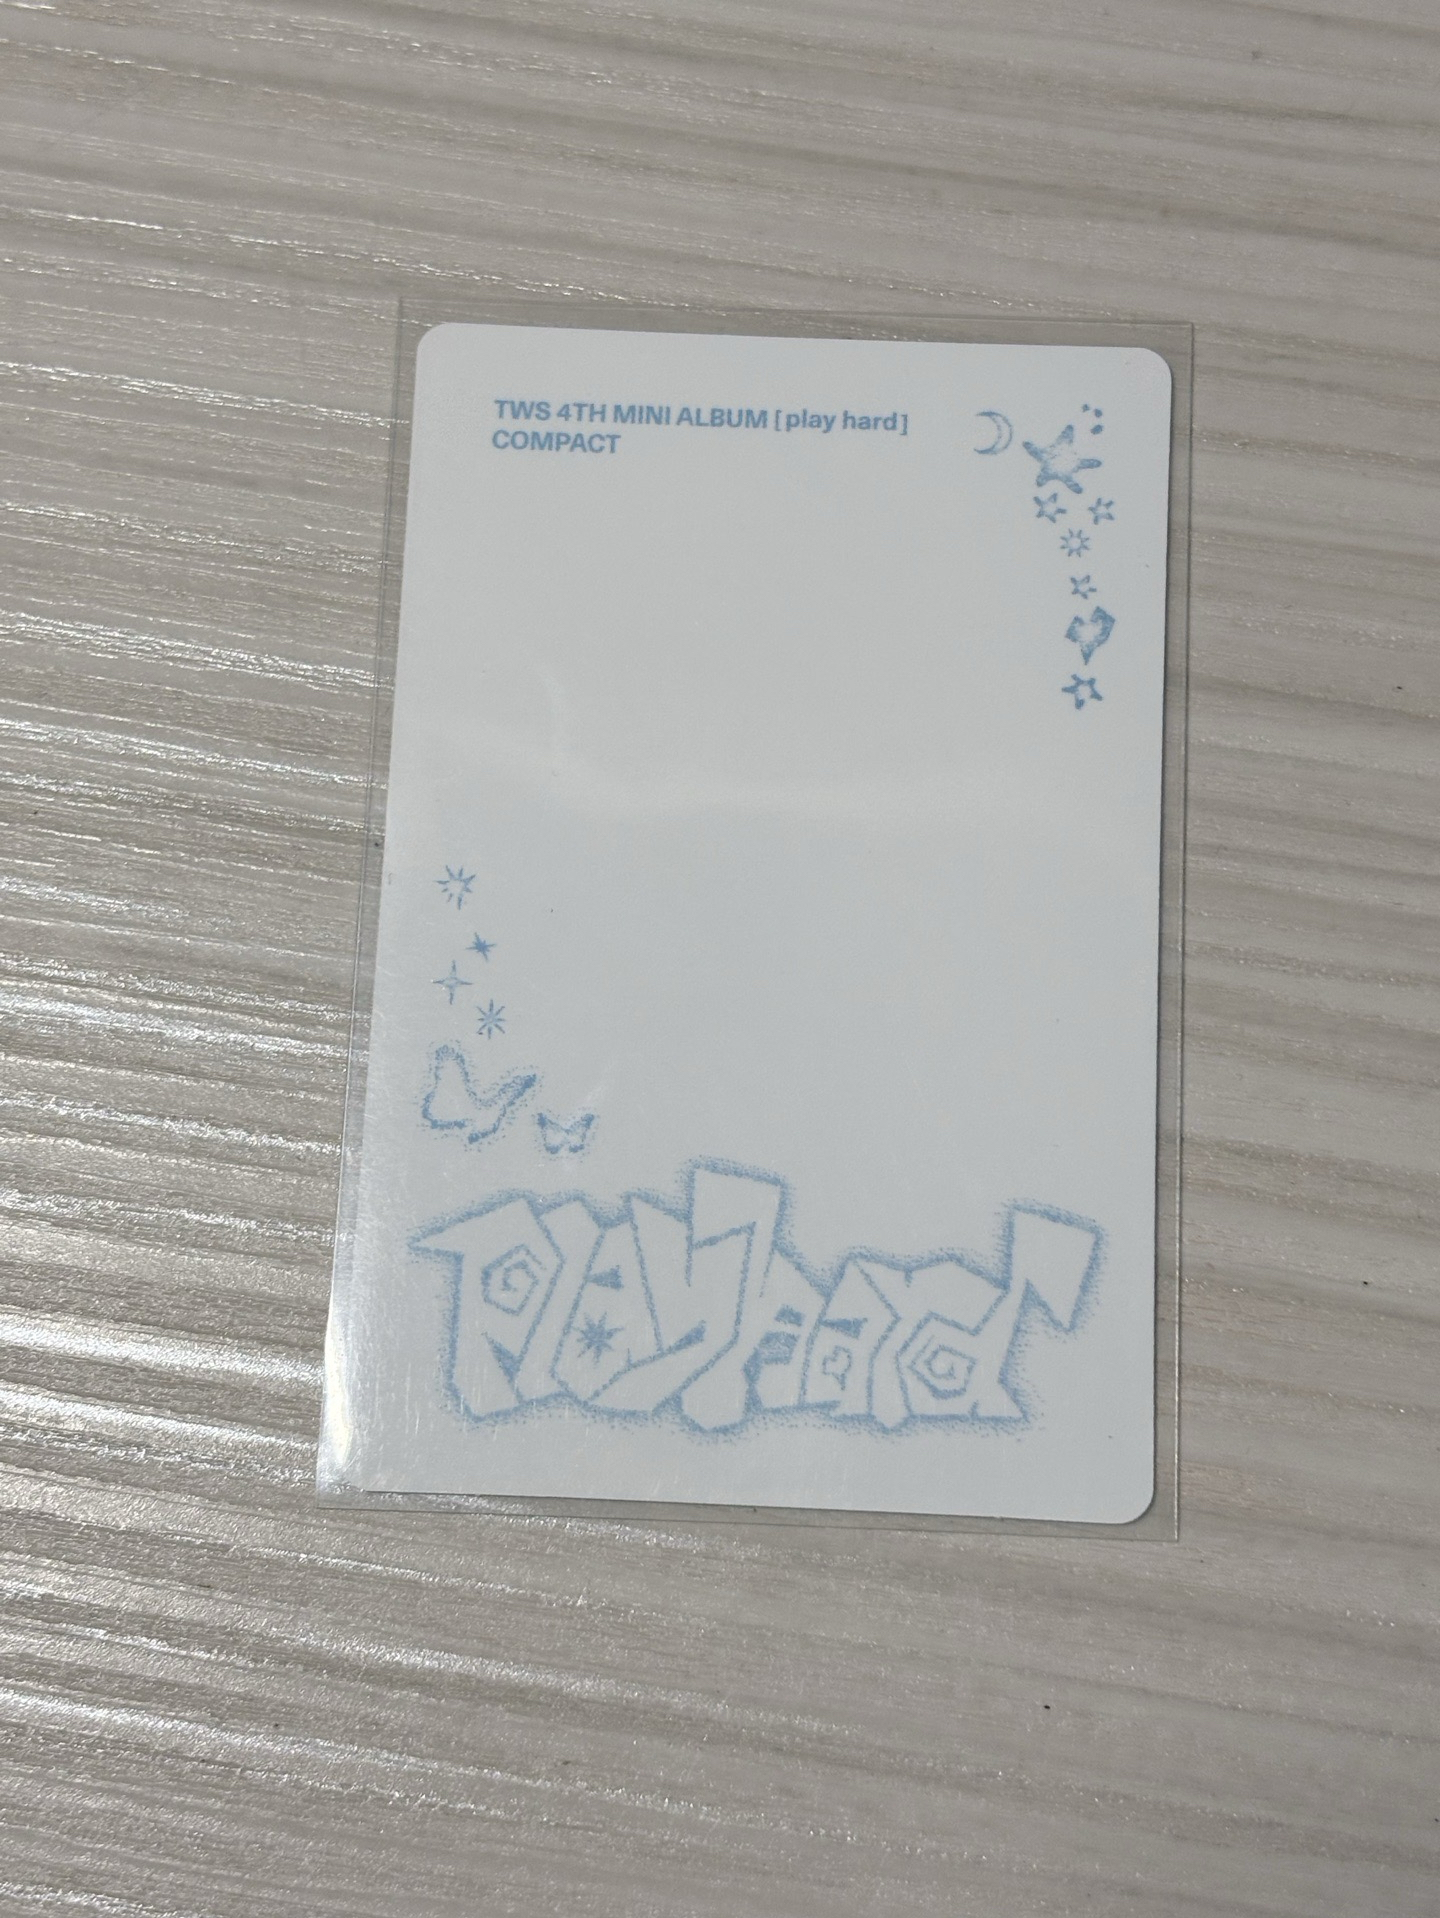 TWS 4TH MINI ALBUM [play hard]
COMPACT
PLAY HARD